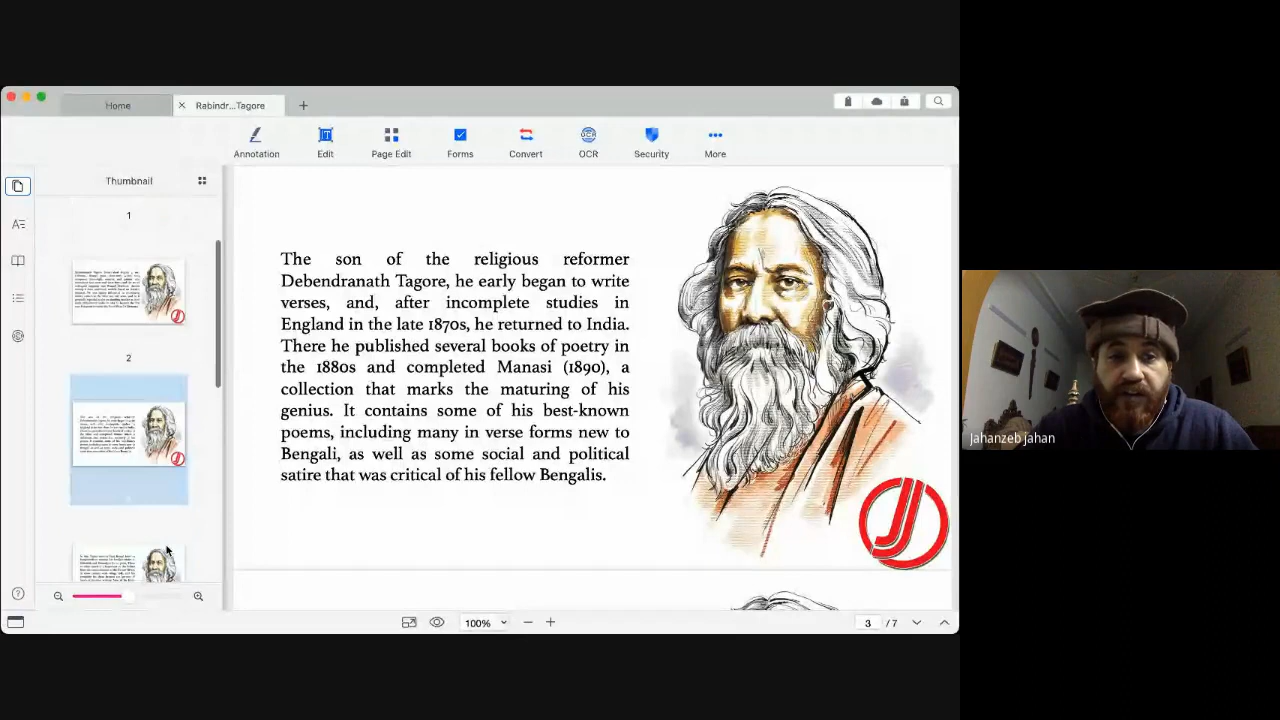 Home
Rabindr...Tagore
Annotation
Edit
Page Edit
Forms
Convert
OCR
Security
More
Thumbnail
1
2
The son of the religious reformer
Debendranath Tagore, he early began to write
verses, and, after incomplete studies in
England in the late 1870s, he returned to India.
There he published several books of poetry in
the 1880s and completed Manasi (1890), a
collection that marks the maturing of his
genius. It contains some of his best-known
poems, including many in verse forms new to
Bengali, as well as some social and political
satire that was critical of his fellow Bengalis.
JJ
100%
3 / 7
Jahanzeb jahan